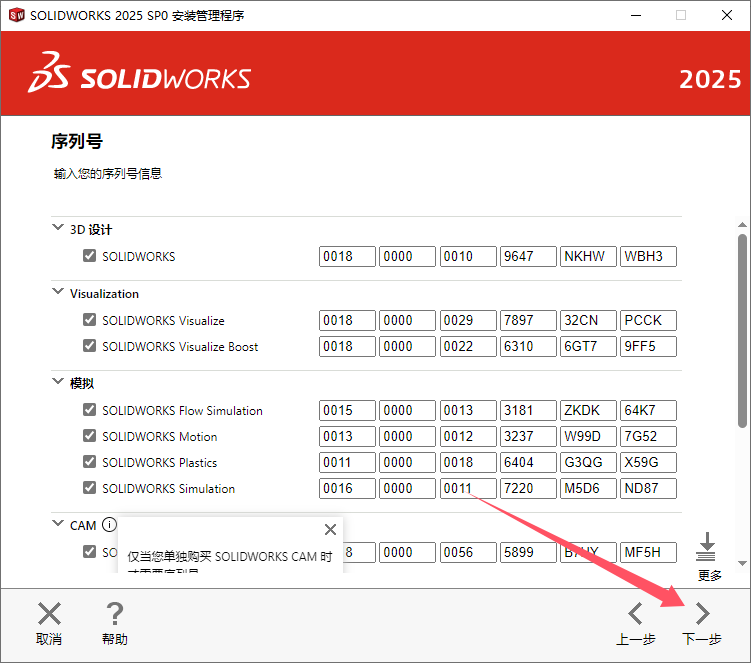 SOLIDWORKS 2025 SP0 安装管理程序
SOLIDWORKS 2025
序列号
输入您的序列号信息
3D 设计
SOLIDWORKS 0018 0000 0010 9647 NKHW WBH3
Visualization
SOLIDWORKS Visualize 0018 0000 0029 7897 32CN PCCK
SOLIDWORKS Visualize Boost 0018 0000 0022 6310 6GT7 9FF5
模拟
SOLIDWORKS Flow Simulation 0015 0000 0013 3181 ZKDK 64K7
SOLIDWORKS Motion 0013 0000 0012 3237 W99D 7G52
SOLIDWORKS Plastics 0011 0000 0018 6404 G3QG X59G
SOLIDWORKS Simulation 0016 0000 0011 7220 M5D6 ND87
CAM
SO 8 0000 0056 5899 MF5H
仅当您单独购买 SOLIDWORKS CAM 时
更多
取消 帮助 上一步 下一步